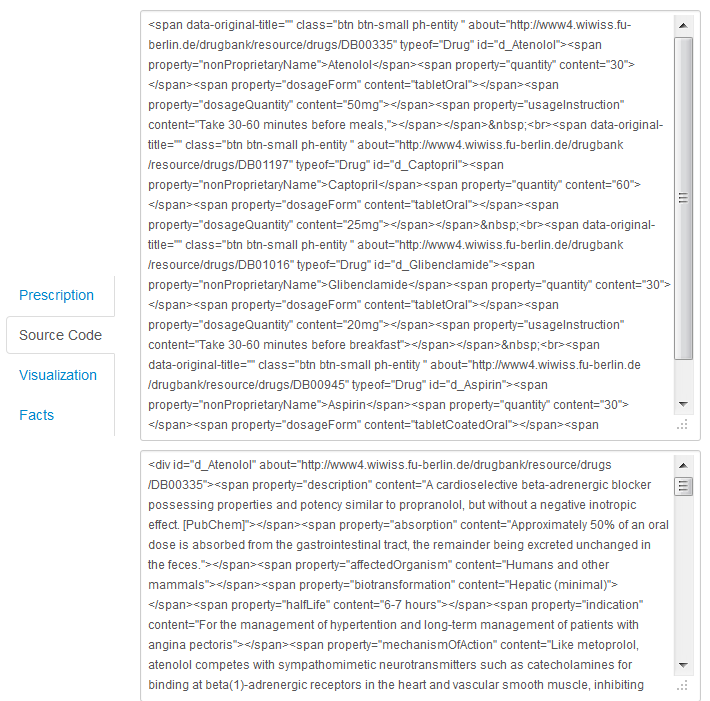 Prescription
Source Code
Visualization
Facts
<span data-original-title="" class="btn btn-small ph-entity " about="http://www4.wiwiss.fu-
berlin.de/drugbank/resource/drugs/DB00335" typeof="Drug" id="d_Atenolol"><span
property="nonProprietaryName">Atenolol</span><span property="quantity" content="30">
</span><span property="dosageForm" content="tabletOral"></span><span
property="dosageQuantity" content="50mg"></span><span property="usageInstruction"
content="Take 30-60 minutes before meals,"></span></span>&nbsp;<br><span data-original-
title="" class="btn btn-small ph-entity " about="http://www4.wiwiss.fu-berlin.de/drugbank
/resource/drugs/DB01197" typeof="Drug" id="d_Captopril"><span
property="nonProprietaryName">Captopril</span><span property="quantity" content="60">
</span><span property="dosageForm" content="tabletOral"></span><span
property="dosageQuantity" content="25mg"></span></span>&nbsp;<br><span data-original-
title="" class="btn btn-small ph-entity " about="http://www4.wiwiss.fu-berlin.de/drugbank
/resource/drugs/DB01016" typeof="Drug" id="d_Glibenclamide"><span
property="nonProprietaryName">Glibenclamide</span><span property="quantity" content="30">
</span><span property="dosageForm" content="tabletOral"></span><span
property="dosageQuantity" content="20mg"></span><span property="usageInstruction"
content="Take 30-60 minutes before breakfast"></span></span>&nbsp;<br><span
data-original-title="" class="btn btn-small ph-entity " about="http://www4.wiwiss.fu-berlin.de
/drugbank/resource/drugs/DB00945" typeof="Drug" id="d_Aspirin"><span
property="nonProprietaryName">Aspirin</span><span property="quantity" content="30">
</span><span property="dosageForm" content="tabletCoatedOral"></span><span
<div id="d_Atenolol" about="http://www4.wiwiss.fu-berlin.de/drugbank/resource/drugs
/DB00335"><span property="description" content="A cardioselective beta-adrenergic blocker
possessing properties and potency similar to propranolol, but without a negative inotropic
effect. [PubChem]"></span><span property="absorption" content="Approximately 50% of an oral
dose is absorbed from the gastrointestinal tract, the remainder being excreted unchanged in
the feces."></span><span property="affectedOrganism" content="Humans and other
mammals"></span><span property="biotransformation" content="Hepatic (minimal)">
</span><span property="halfLife" content="6-7 hours"></span><span property="indication"
content="For the management of hypertention and long-term management of patients with
angina pectoris"></span><span property="mechanismOfAction" content="Like metoprolol,
atenolol competes with sympathomimetic neurotransmitters such as catecholamines for
binding at beta(1)-adrenergic receptors in the heart and vascular smooth muscle, inhibiting